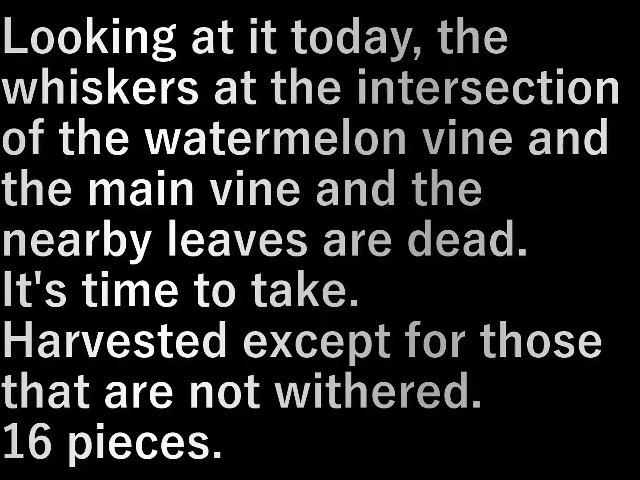 Looking at it today, the
whiskers at the intersection
of the watermelon vine and
the main vine and the
nearby leaves are dead.
It's time to take.
Harvested except for those
that are not withered.
16 pieces.